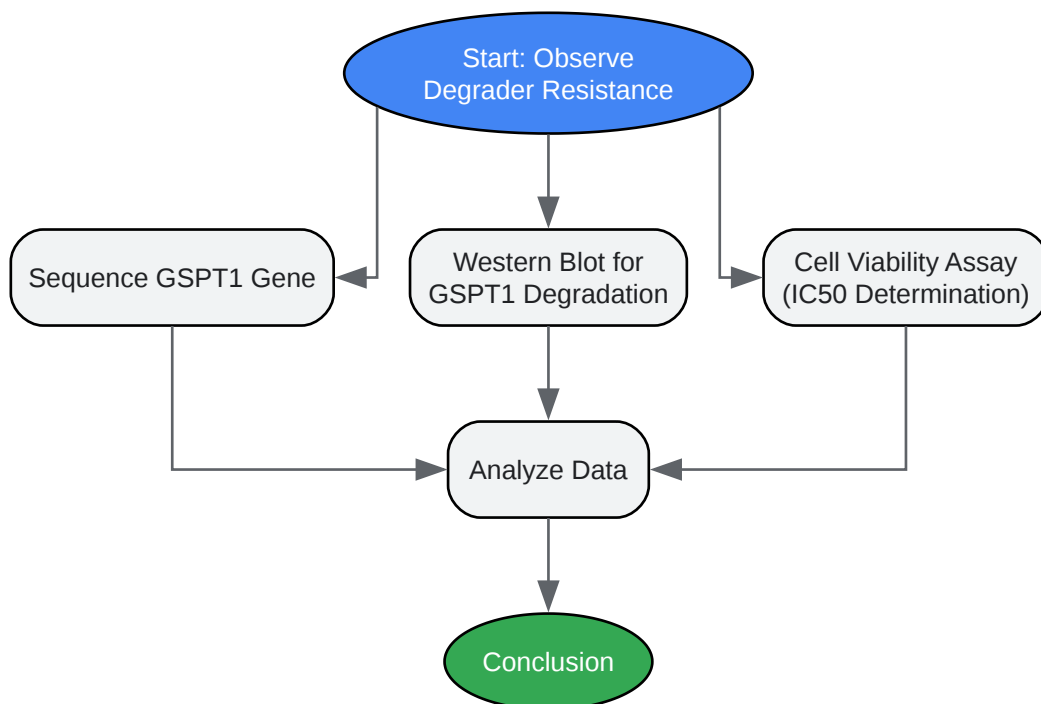 Start: Observe
Degrader Resistance
Sequence GSPT1 Gene
Western Blot for
GSPT1 Degradation
Cell Viability Assay
(IC50 Determination)
Analyze Data
Conclusion